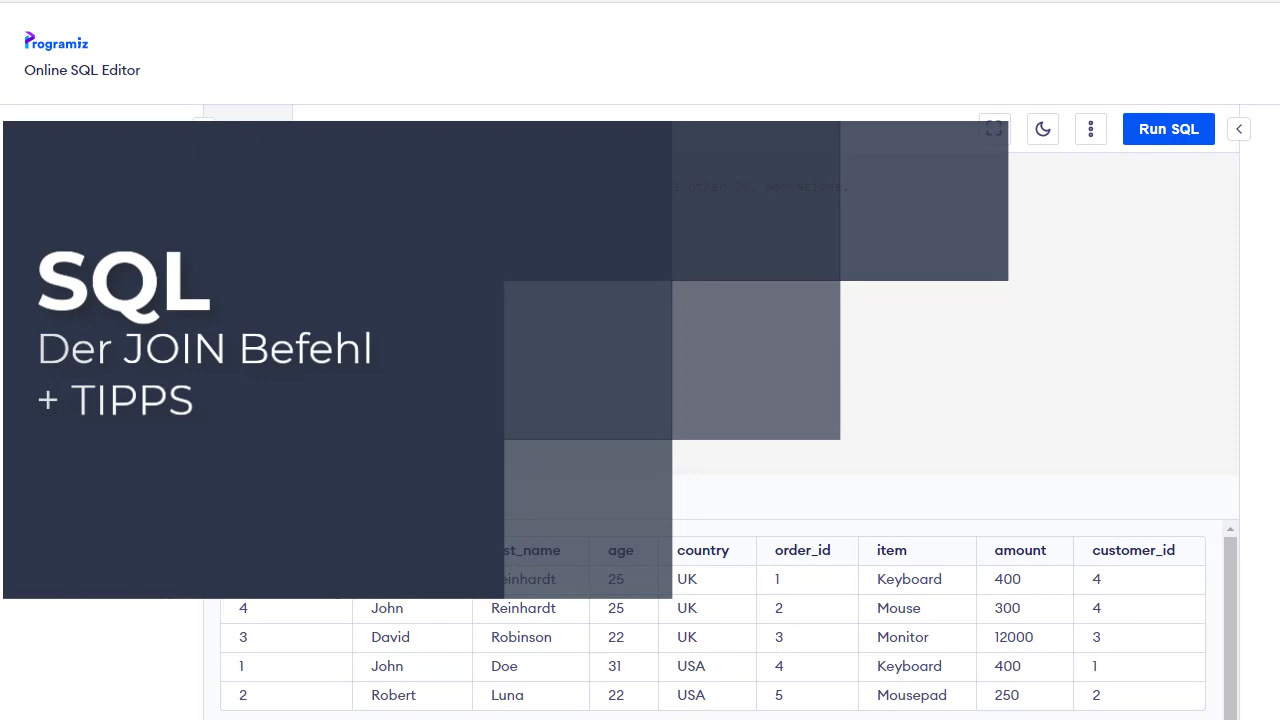 Programiz
Online SQL Editor
Run SQL
SQL
Der JOIN Befehl
+ TIPPS
age country order_id item amount customer_id
25 UK 1 Keyboard 400 4
4 John Reinhardt 25 UK 2 Mouse 300 4
3 David Robinson 22 UK 3 Monitor 12000 3
1 John Doe 31 USA 4 Keyboard 400 1
2 Robert Luna 22 USA 5 Mousepad 250 2